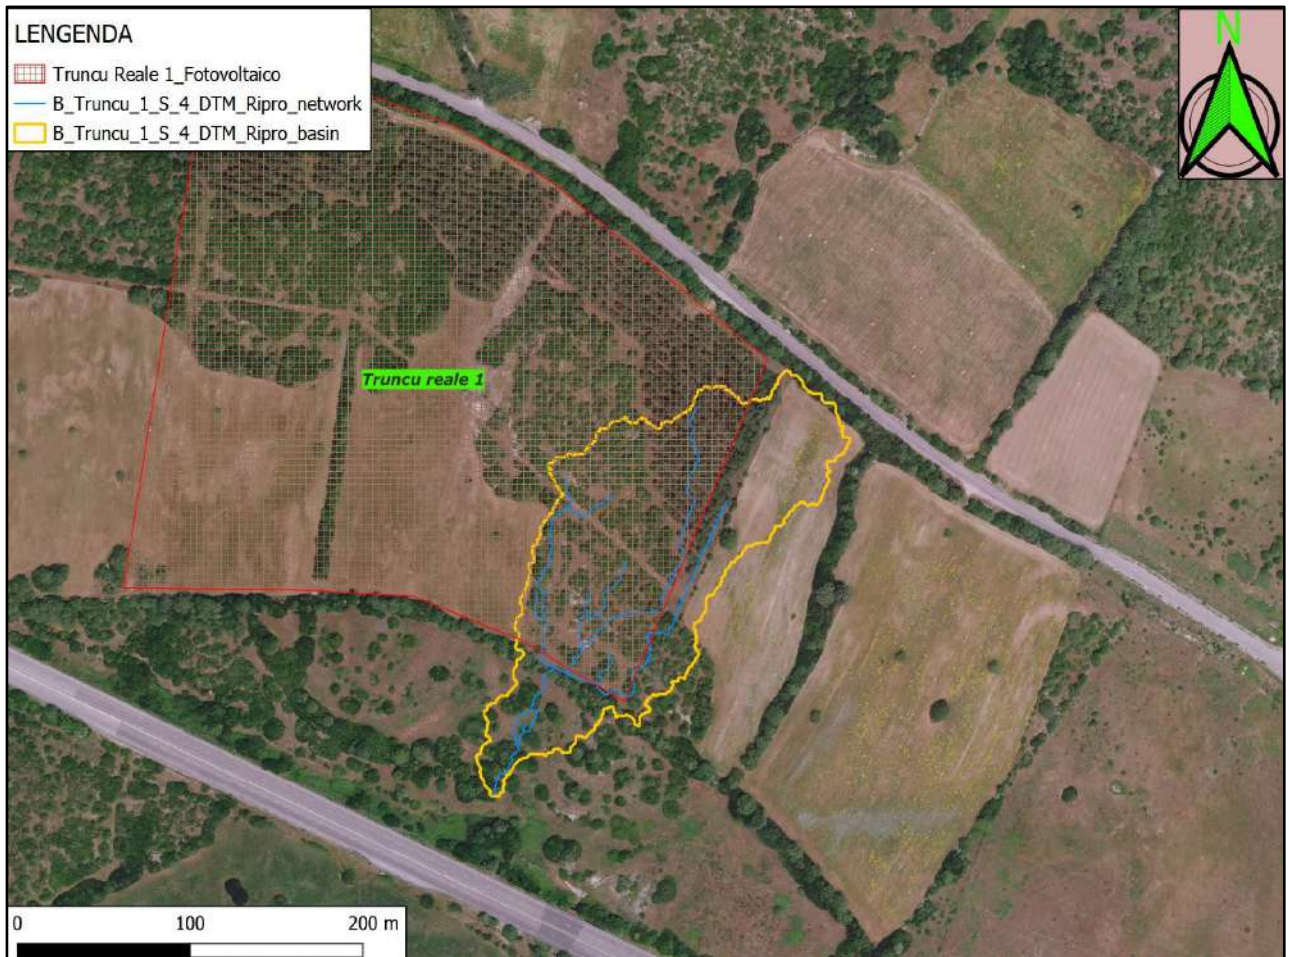 LENGENDA
Truncu Reale 1_Fotovoltaico
B_Truncu_1_S_4_DTM_Ripro_network
B_Truncu_1_S_4_DTM_Ripro_basin
N
Truncu reale 1
0 100 200 m